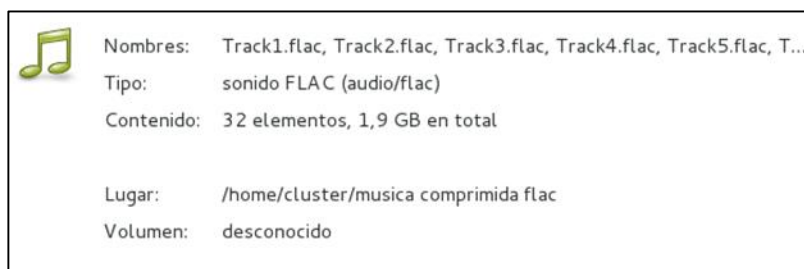 Nombres: Track1.flac, Track2.flac, Track3.flac, Track4.flac, Track5.flac, T...
Tipo: sonido FLAC (audio/flac)
Contenido: 32 elementos, 1,9 GB en total
Lugar: /home/cluster/musica comprimida flac
Volumen: desconocido